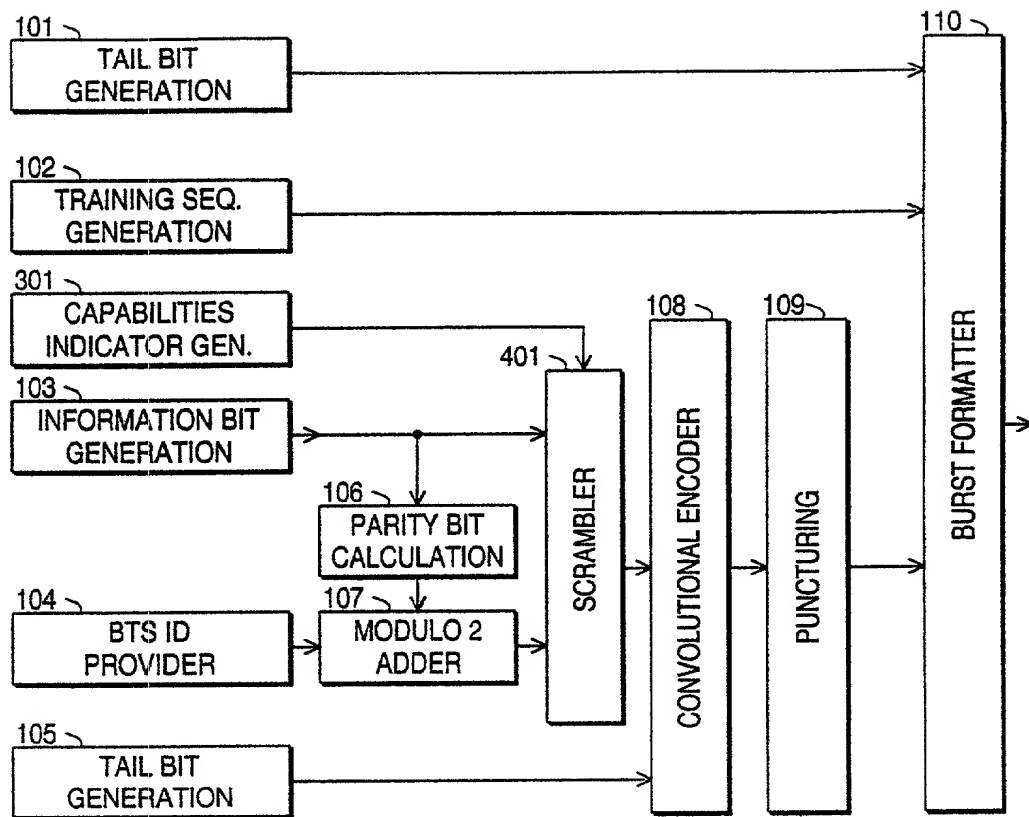 101
TAIL BIT
GENERATION
110
BURST FORMATTER
102
TRAINING SEQ.
GENERATION
301
CAPABILITIES
INDICATOR GEN.
103
INFORMATION BIT
GENERATION
401
SCRAMBLER
108
CONVOLUTIONAL ENCODER
109
PUNCTURING
106
PARITY BIT
CALCULATION
104
BTS ID
PROVIDER
107
MODULO 2
ADDER
105
TAIL BIT
GENERATION